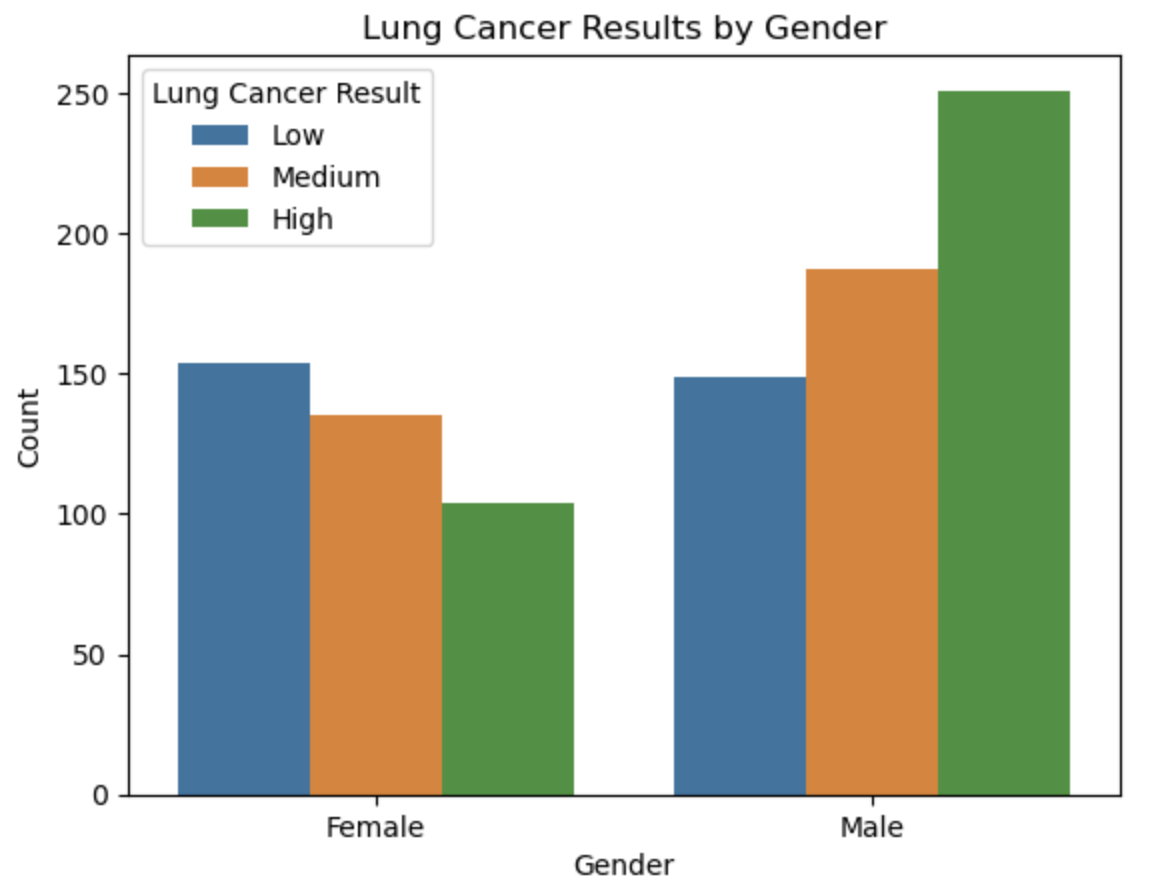 Lung Cancer Results by Gender
Lung Cancer Result
Low
Medium
High
250
200
150
100
50
0
Count
Female
Male
Gender